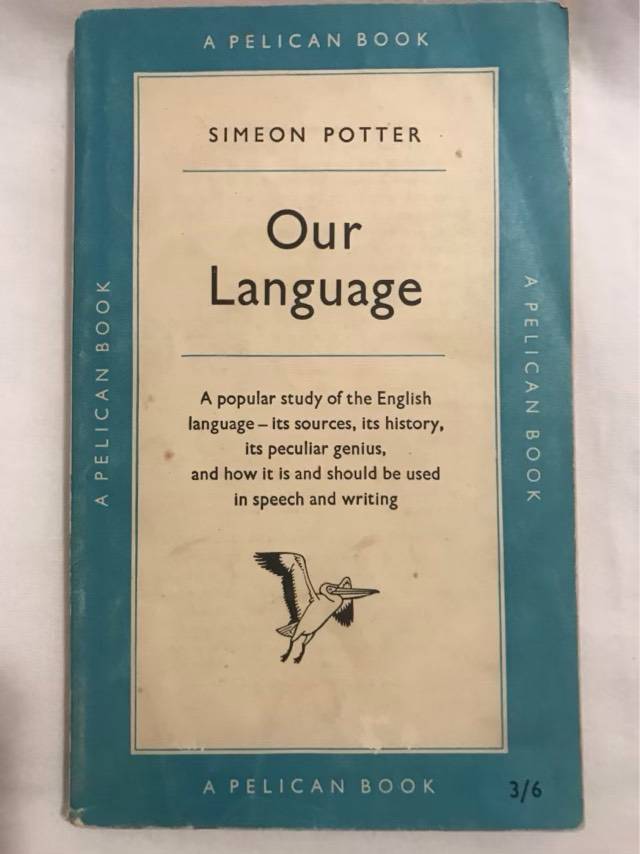 A PELICAN BOOK
SIMEON POTTER
Our
Language
A popular study of the English
language – its sources, its history,
its peculiar genius,
and how it is and should be used
in speech and writing
A PELICAN BOOK
A PELICAN BOOK
A PELICAN BOOK
3/6